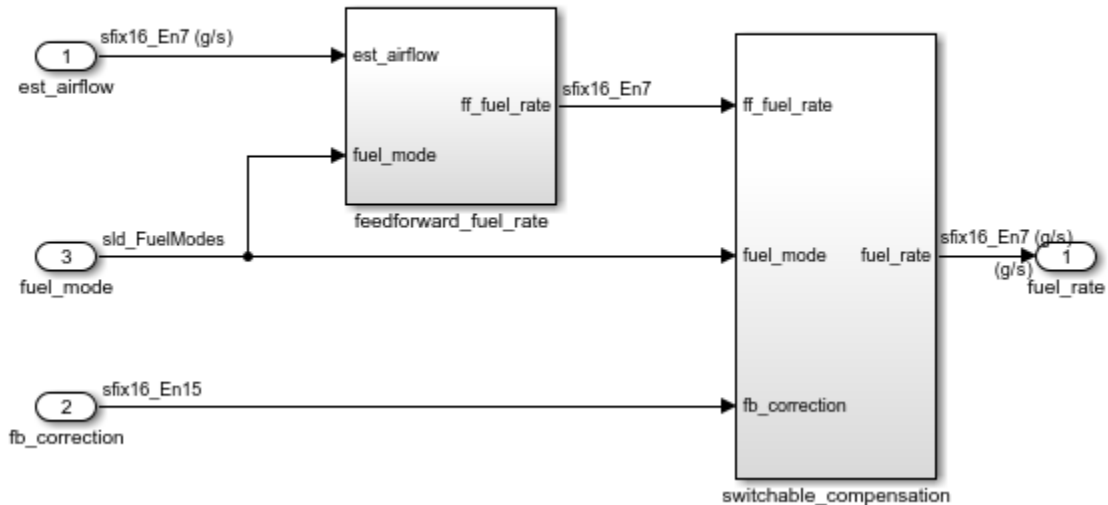 sfix16_En7 (g/s)
1
est_airflow
est_airflow
ff_fuel_rate
fuel_mode
feedforward_fuel_rate
sfix16_En7
ff_fuel_rate
sld_FuelModes
3
fuel_mode
fuel_mode
fuel_rate
sfix16_En7 (g/s)
(g/s)
1
fuel_rate
sfix16_En15
2
fb_correction
fb_correction
switchable_compensation